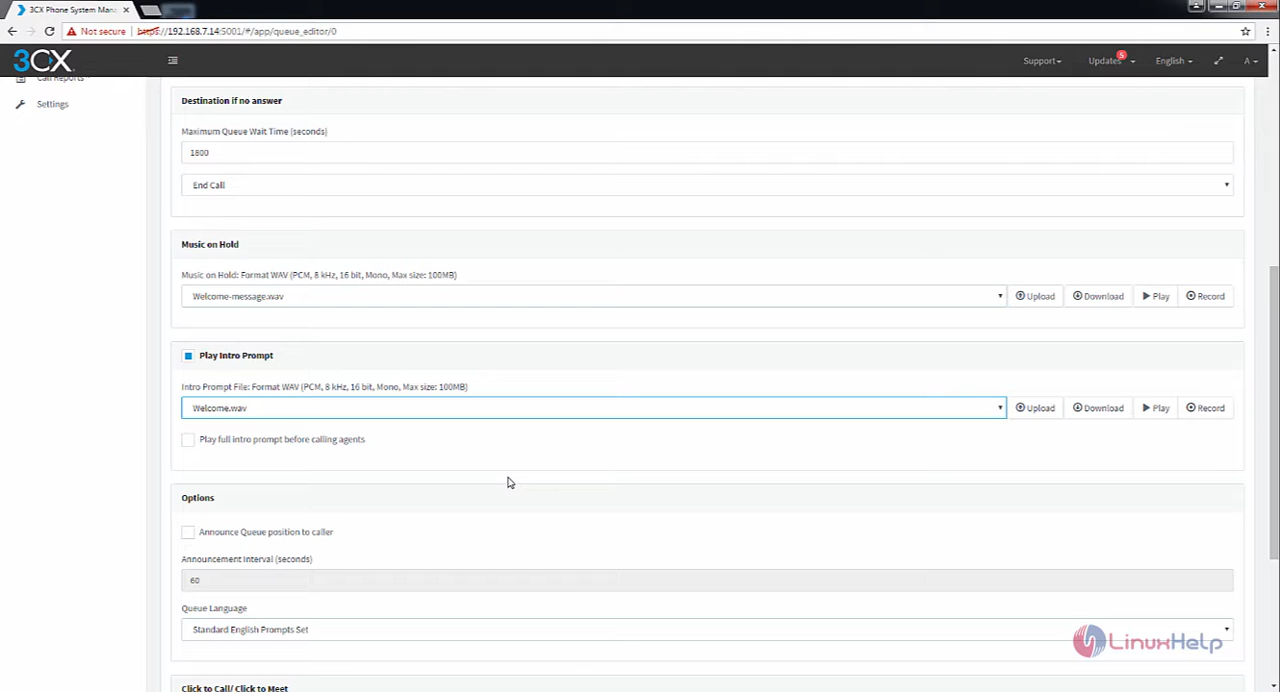 3CX Phone System Mana
Not secure | https://192.168.7.14:5001/#/app/queue_editor/0
3CX
Support
Updates 5
English
A
Call Reports
Settings
Destination if no answer
Maximum Queue Wait Time (seconds)
1800
End Call
Music on Hold
Music on Hold: Format WAV (PCM, 8 kHz, 16 bit, Mono, Max size: 100MB)
Welcome-message.wav
Upload
Download
Play
Record
Play Intro Prompt
Intro Prompt File: Format WAV (PCM, 8 kHz, 16 bit, Mono, Max size: 100MB)
Welcome.wav
Upload
Download
Play
Record
Play full intro prompt before calling agents
Options
Announce Queue position to caller
Announcement Interval (seconds)
60
Queue Language
Standard English Prompts Set
LinuxHelp
Click to Call/ Click to Meet